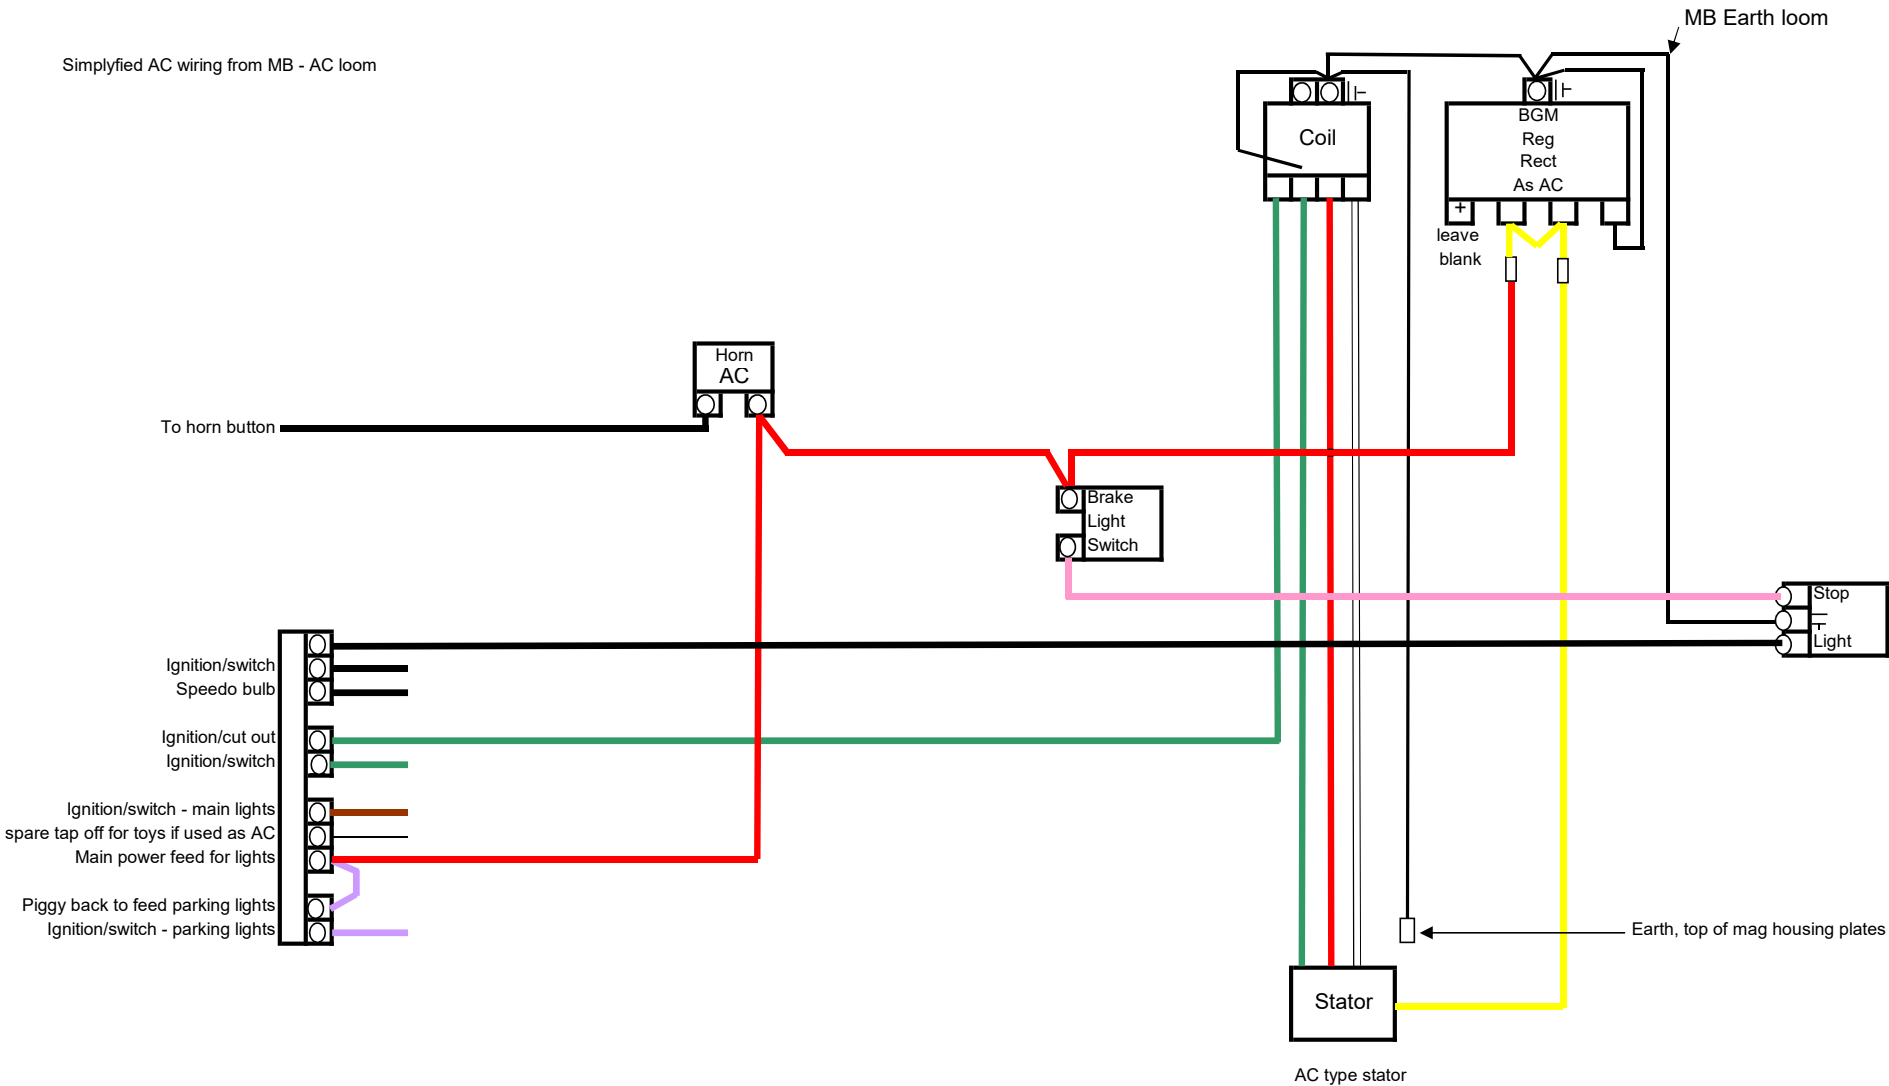 MB Earth loom
Simplyfied AC wiring from MB - AC loom
Coil
BGM
Reg
Rect
As AC
+
leave
blank
Horn
AC
To horn button
Brake
Light
Switch
Stop
Light
Ignition/switch
Speedo bulb
Ignition/cut out
Ignition/switch
Ignition/switch - main lights
spare tap off for toys if used as AC
Main power feed for lights
Piggy back to feed parking lights
Ignition/switch - parking lights
Earth, top of mag housing plates
Stator
AC type stator